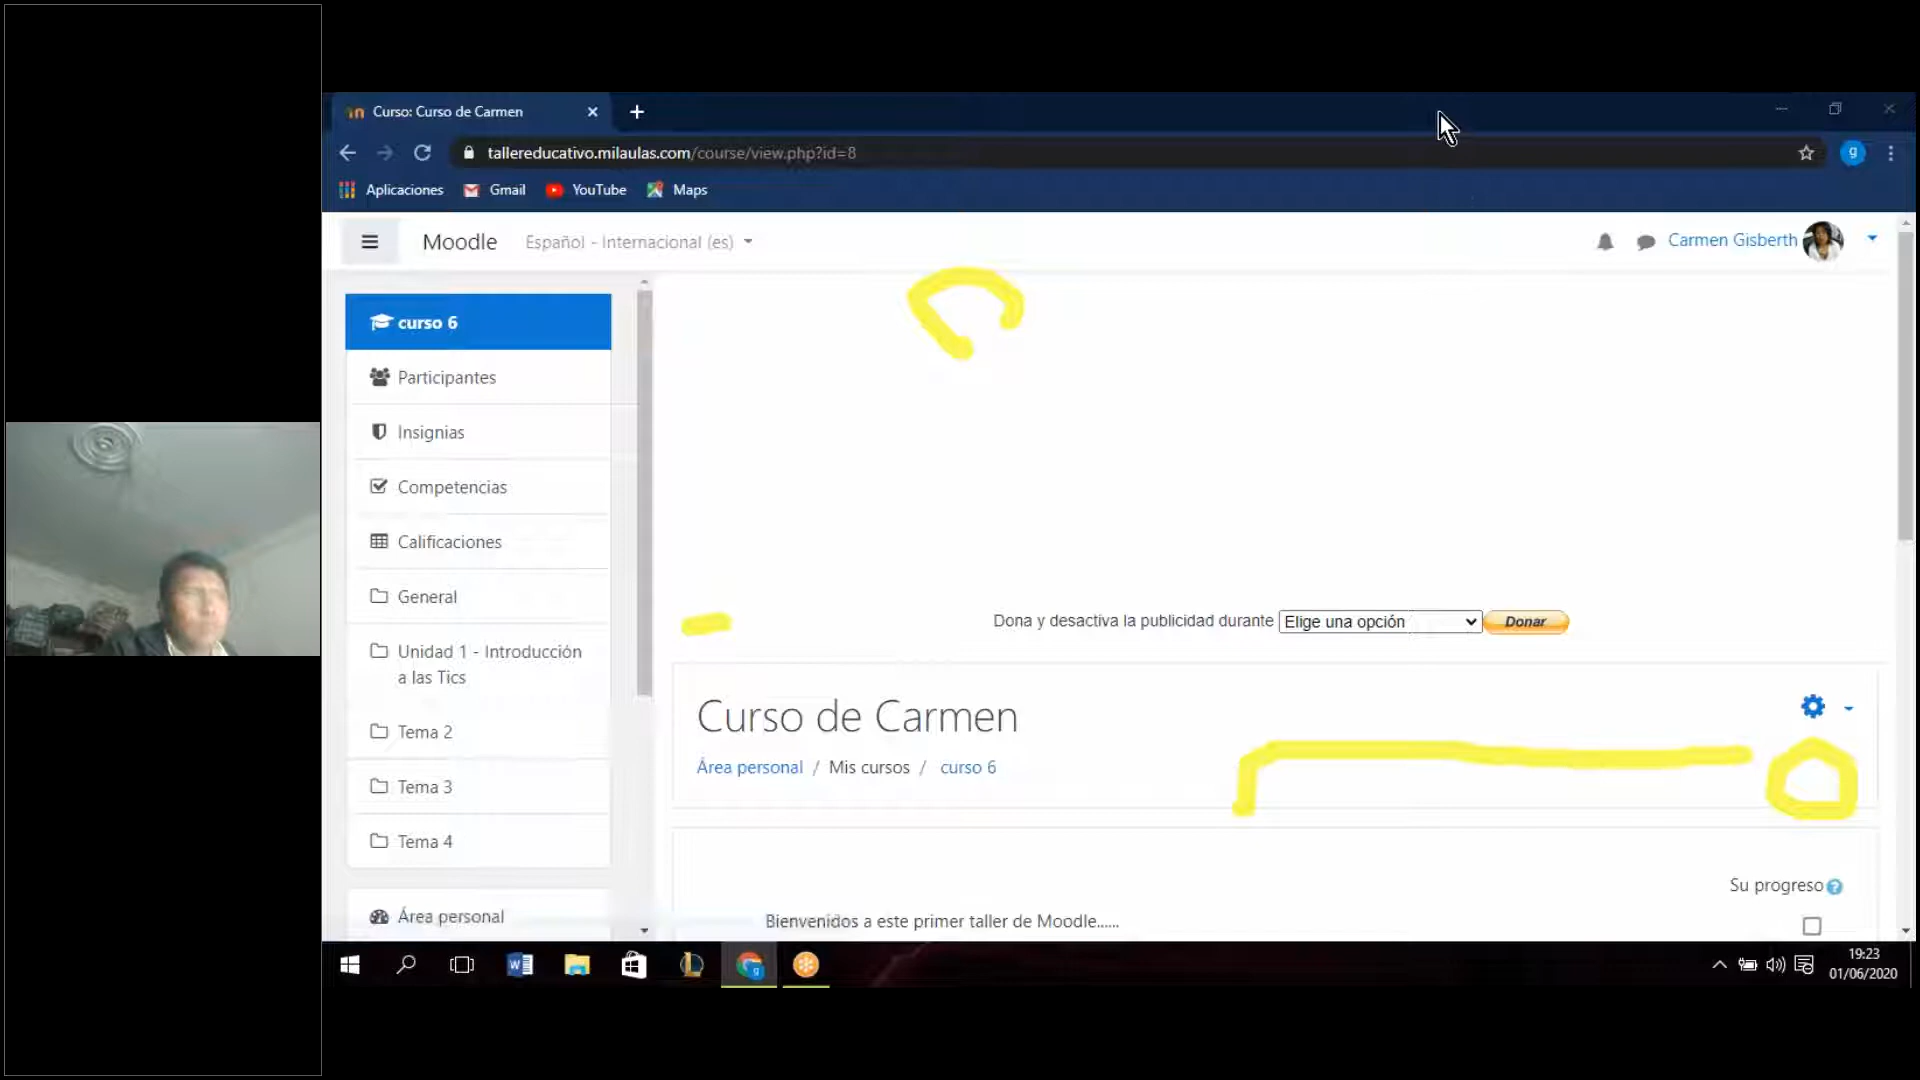 Curso: Curso de Carmen
tallereducativo.milaulas.com/course/view.php?id=8
g
Aplicaciones
Gmail
YouTube
Maps
Moodle
Español - Internacional (es)
Carmen Gisberth
curso 6
Participantes
Insignias
Competencias
Calificaciones
General
Unidad 1 - Introducción
a las Tics
Tema 2
Tema 3
Tema 4
Área personal
Dona y desactiva la publicidad durante
Elige una opción
Donar
Curso de Carmen
Área personal / Mis cursos / curso 6
Su progreso
Bienvenidos a este primer taller de Moodle......
19:23
01/06/2020